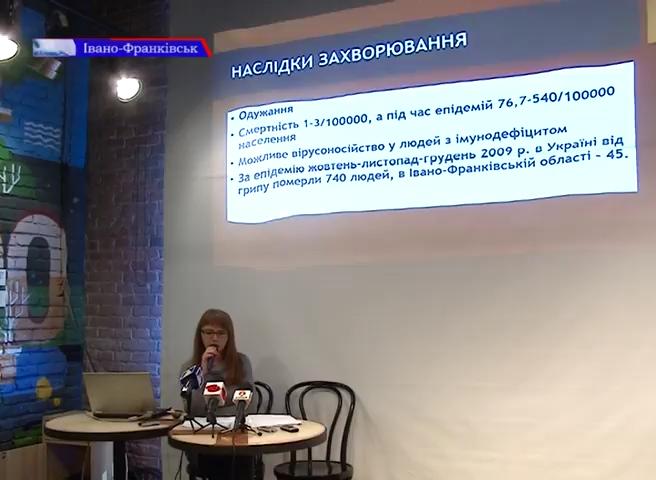 Івано-Франківськ
НАСЛІДКИ ЗАХВОРЮВАННЯ
• Одужання
• Смертність 1-3/100000, а під час епідемій 76,7-540/100000
населення
• Можливе вірусоносійство у людей з імунодефіцитом
• За епідемію жовтень-листопад-грудень 2009 р. в Україні від
грипу померли 740 людей, в Івано-Франківській області - 45.